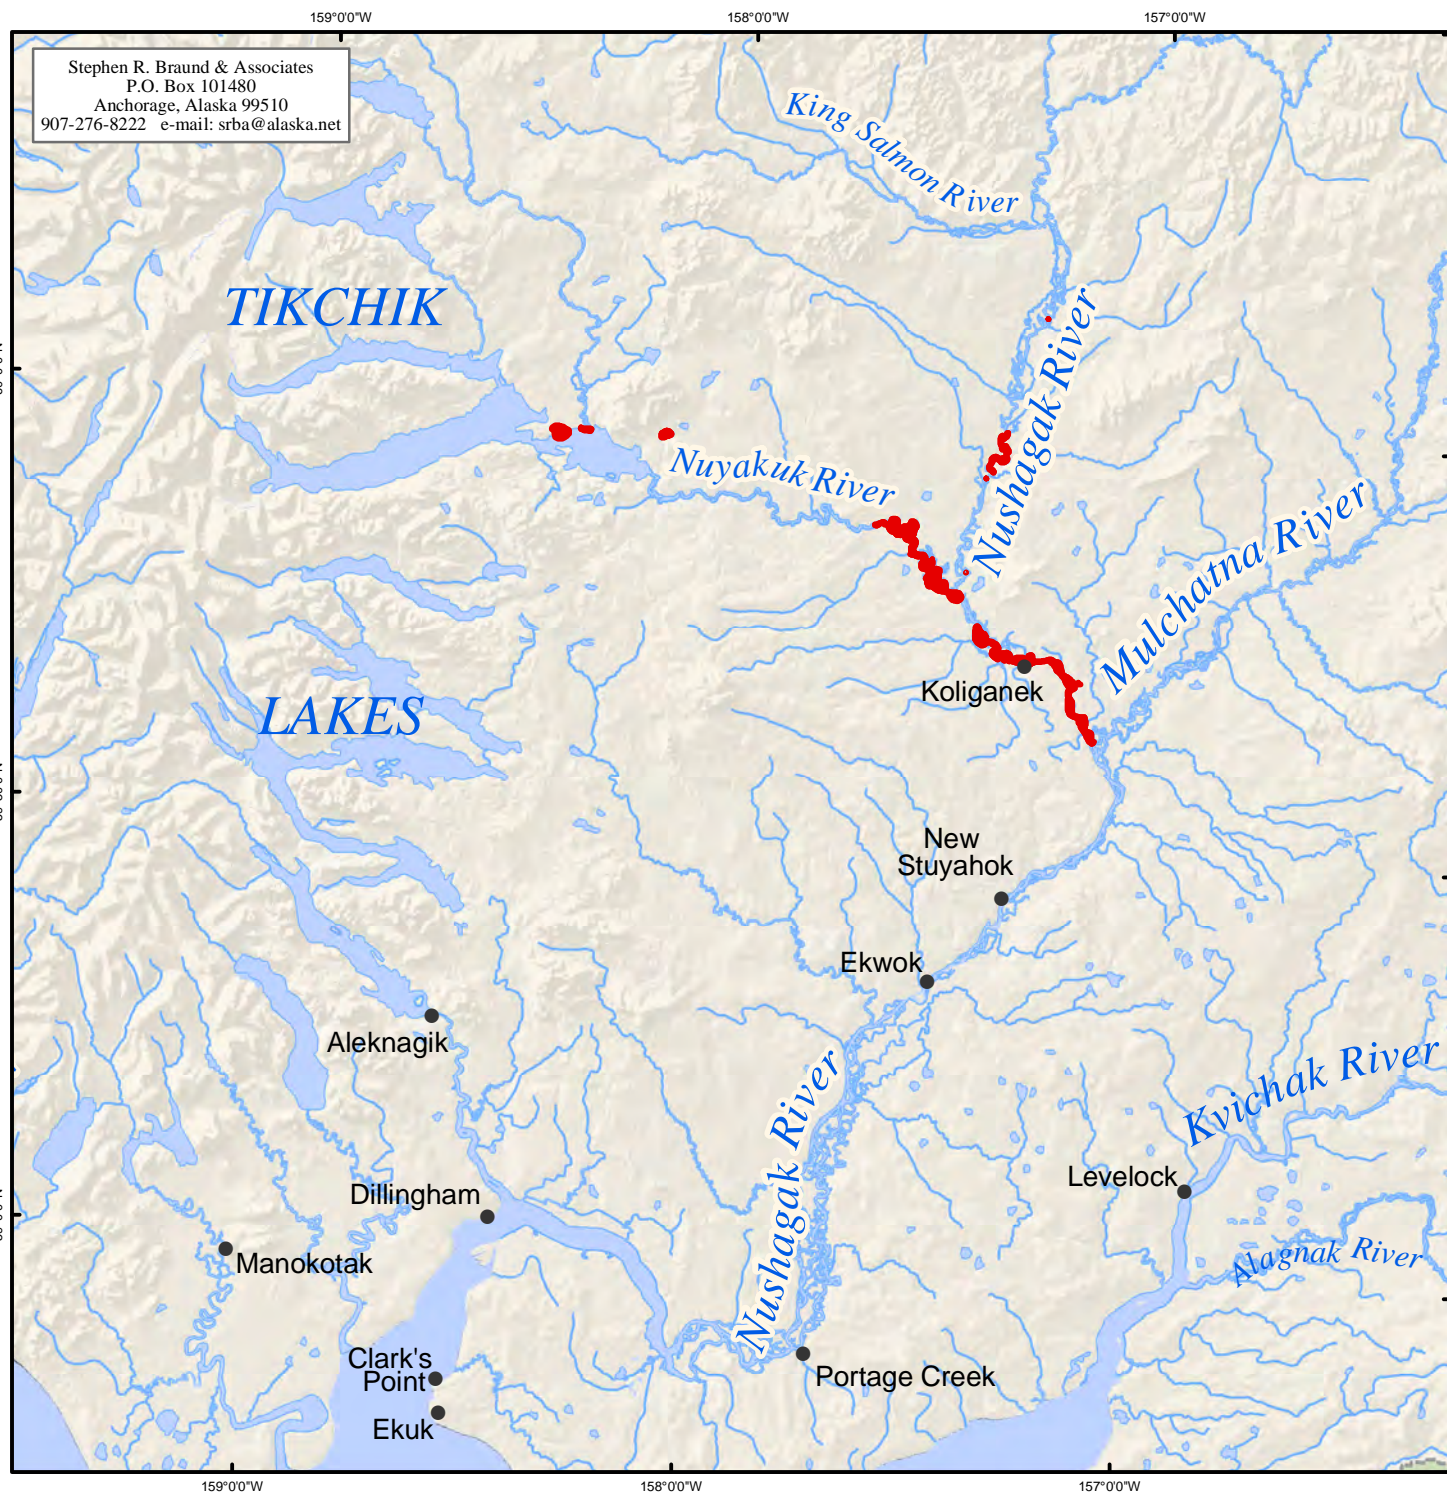 159°0'0"W
158°0'0"W
157°0'0"W
Stephen R. Braund & Associates
P.O. Box 101480
Anchorage, Alaska 99510
907-276-8222 e-mail: srba@alaska.net
King Salmon River
TIKCHIK
Nushagak River
Nuyakuk River
Mulchatna River
Koliganek
LAKES
New
Stuyahok
Ekwok
Aleknagik
Nushagak River
Kvichak River
Levelock
Dillingham
Manokotak
Alagnak River
Clark's
Point
Portage Creek
Ekuk
159°0'0"W
158°0'0"W
157°0'0"W